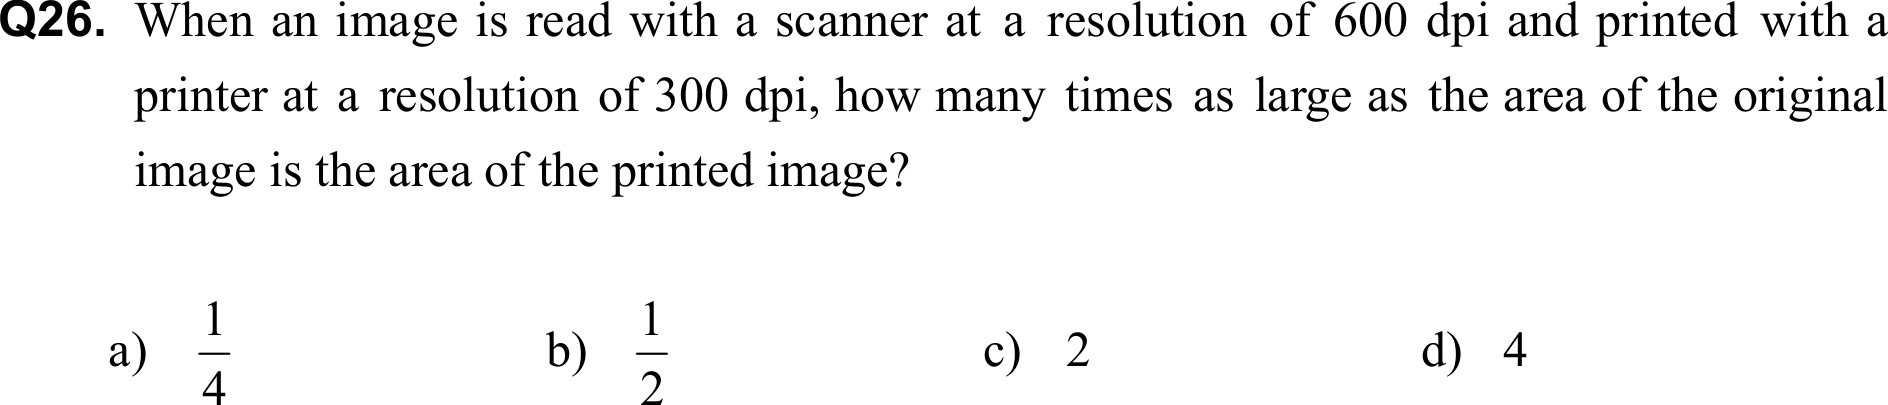 Q26. When an image is read with a scanner at a resolution of 600 dpi and printed with a
printer at a resolution of 300 dpi, how many times as large as the area of the original
image is the area of the printed image?
a) 1/4 b) 1/2 c) 2 d) 4